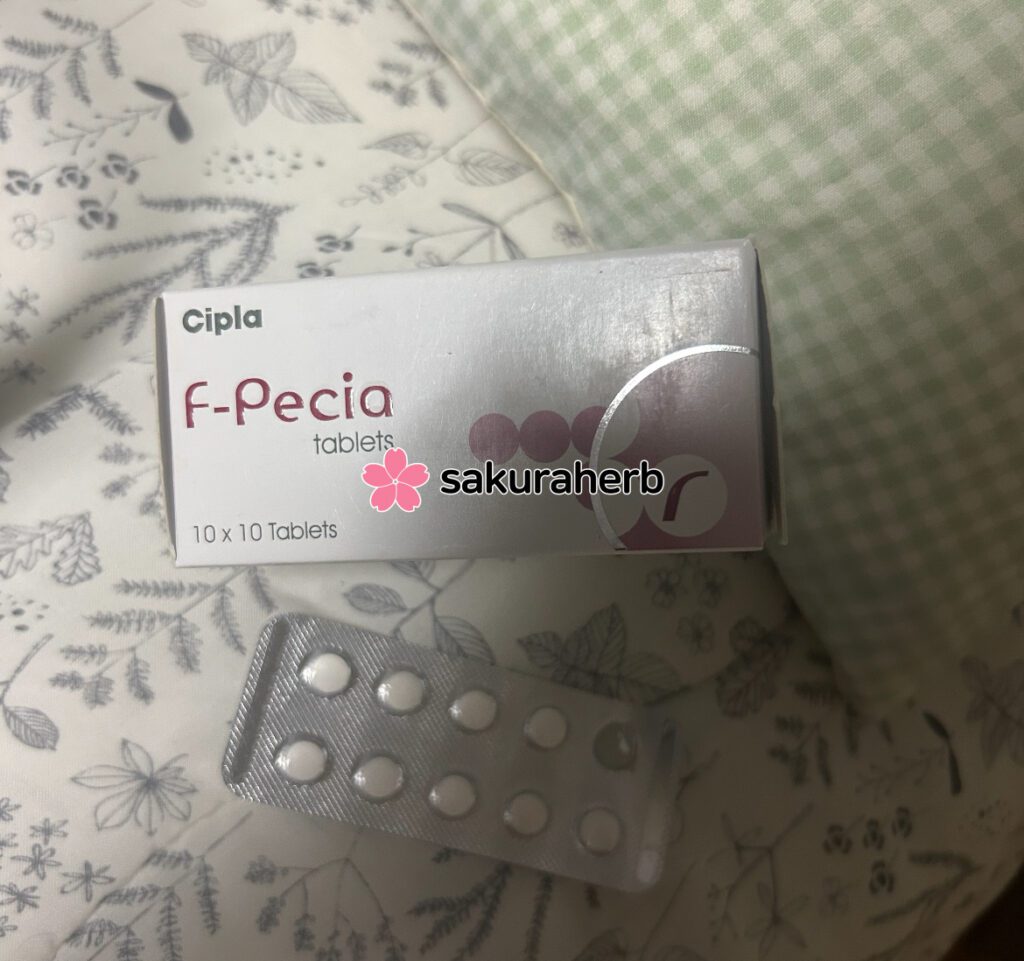 Cipla
F-Pecia
tablets
sakuraherb
10 x 10 Tablets